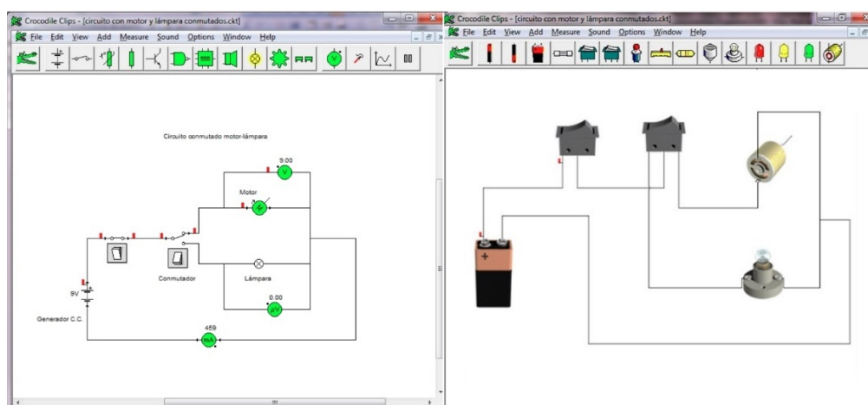 Crocodile Clips - [circuito con motor y lámpara conmutados.ckt]
File Edit View Add Measure Sound Options Window Help
Circuito conmutado motor-lámpara
9.00
V
Motor
Conmutador
Lámpara
9V
0.00
µV
Generador C.C.
459
mA
Crocodile Clips - [circuito con motor y lámpara conmutados.ckt]
File Edit View Add Measure Sound Options Window Help
+